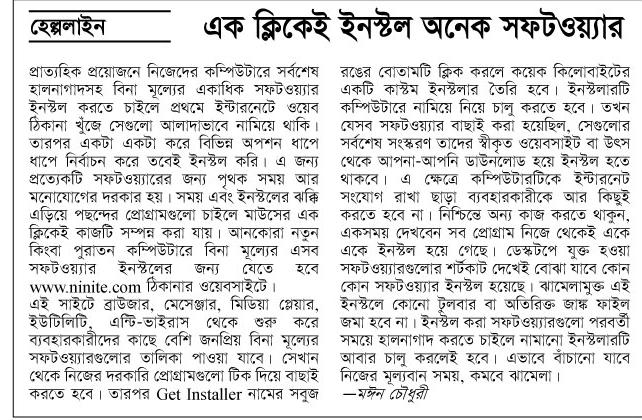 হেল্পলাইন
এক ক্লিকেই ইনস্টল অনেক সফটওয়্যার
প্রাত্যহিক প্রয়োজনে নিজেদের কম্পিউটারে সর্বশেষ
হালনাগাদসহ বিনা মূল্যের একাধিক সফটওয়্যার
ইনস্টল করতে চাইলে প্রথমে ইন্টারনেটে ওয়েব
ঠিকানা খুঁজে সেগুলো আলাদাভাবে নামিয়ে থাকি।
তারপর একটা একটা করে বিভিন্ন অপশন ধাপে
ধাপে নির্বাচন করে তবেই ইনস্টল করি। এ জন্য
প্রত্যেকটি সফটওয়্যারের জন্য পৃথক সময় আর
মনোযোগের দরকার হয়। সময় এবং ইনস্টলের ঝক্কি
এড়িয়ে পছন্দের প্রোগ্রামগুলো চাইলে মাউসের এক
ক্লিকেই কাজটি সম্পন্ন করা যায়। আনকোরা নতুন
কিংবা পুরাতন কম্পিউটারে বিনা মূল্যের এসব
সফটওয়্যার ইনস্টলের জন্য যেতে হবে
www.ninite.com ঠিকানার ওয়েবসাইটে।
এই সাইটে ব্রাউজার, মেসেঞ্জার, মিডিয়া প্লেয়ার,
ইউটিলিটি, এন্টি-ভাইরাস থেকে শুরু করে
ব্যবহারকারীদের কাছে বেশি জনপ্রিয় বিনা মূল্যের
সফটওয়্যারগুলোর তালিকা পাওয়া যাবে। সেখান
থেকে নিজের দরকারি প্রোগ্রামগুলো টিক দিয়ে বাছাই
করতে হবে। তারপর Get Installer নামের সবুজ
রঙের বোতামটি ক্লিক করলে কয়েক কিলোবাইটের
একটি কাস্টম ইনস্টলার তৈরি হবে। ইনস্টলারটি
কম্পিউটারে নামিয়ে নিয়ে চালু করতে হবে। তখন
যেসব সফটওয়্যার বাছাই করা হয়েছিল, সেগুলোর
সর্বশেষ সংস্করণ তাদের স্বীকৃত ওয়েবসাইট বা উৎস
থেকে আপনা-আপনি ডাউনলোড হয়ে ইনস্টল হতে
থাকবে। এ ক্ষেত্রে কম্পিউটারটিকে ইন্টারনেট
সংযোগ রাখা ছাড়া ব্যবহারকারীকে আর কিছুই
করতে হবে না। নিশ্চিন্তে অন্য কাজ করতে থাকুন,
একসময় দেখবেন সব প্রোগ্রাম নিজে থেকেই একে
একে ইনস্টল হয়ে গেছে। ডেস্কটপে যুক্ত হওয়া
সফটওয়্যারগুলোর শর্টকাট দেখেই বোঝা যাবে কোন
কোন সফটওয়্যার ইনস্টল হয়েছে। ঝামেলামুক্ত এই
ইনস্টলে কোনো টুলবার বা অতিরিক্ত জাঙ্ক ফাইল
জমা হবে না। ইনস্টল করা সফটওয়্যারগুলো পরবর্তী
সময়ে হালনাগাদ করতে চাইলে নামানো ইনস্টলারটি
আবার চালু করলেই হবে। এভাবে বাঁচানো যাবে
নিজের মূল্যবান সময়, কমবে ঝামেলা।
—মঈন চৌধুরী